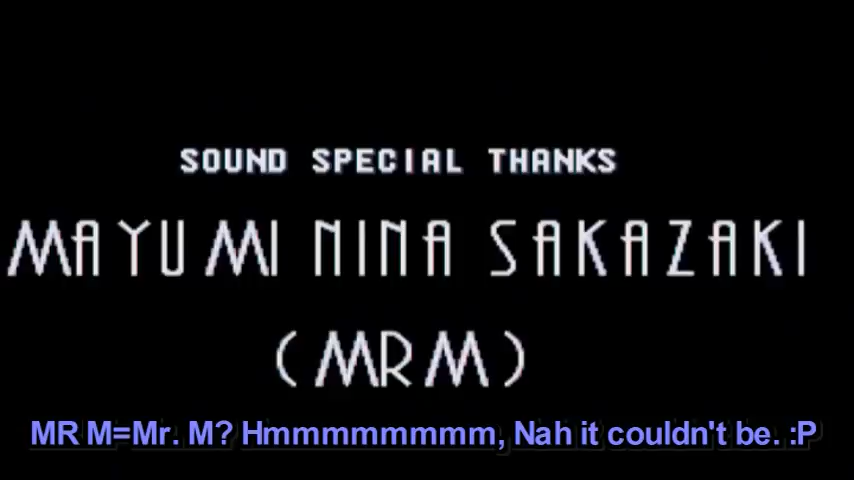 SOUND SPECIAL THANKS
MAYUMI NINA SAKAZAKI
(MRM)
MR M=Mr. M? Hmmmmmmmm, Nah it couldn't be. :P